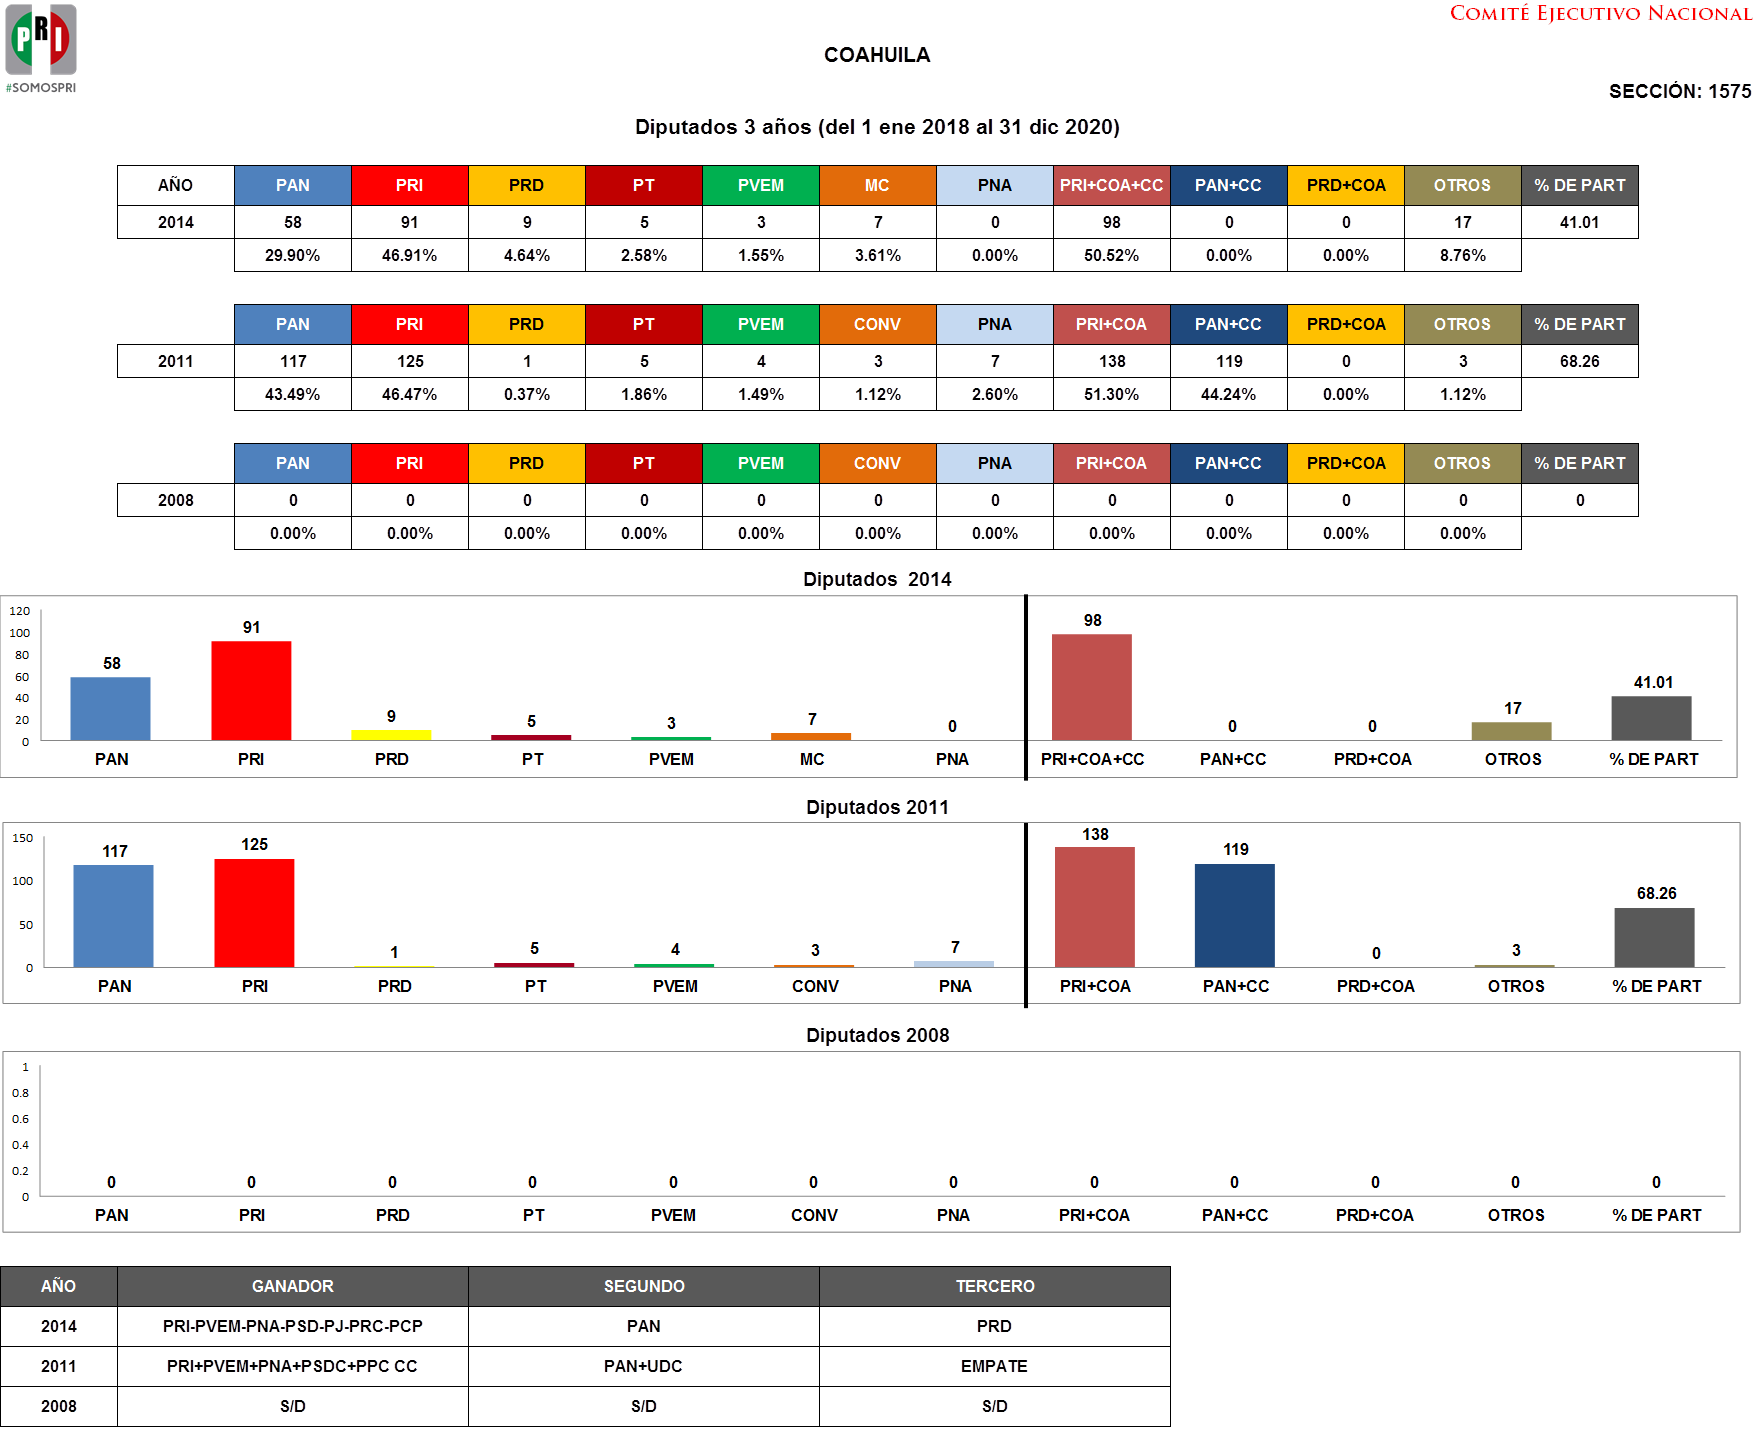 PRI
#SOMOSPRI
COMITÉ EJECUTIVO NACIONAL
COAHUILA
SECCIÓN: 1575
Diputados 3 años (del 1 ene 2018 al 31 dic 2020)
AÑO PAN PRI PRD PT PVEM MC PNA PRI+COA+CC PAN+CC PRD+COA OTROS % DE PART
2014 58 91 9 5 3 7 0 98 0 0 17 41.01
29.90% 46.91% 4.64% 2.58% 1.55% 3.61% 0.00% 50.52% 0.00% 0.00% 8.76%
PAN PRI PRD PT PVEM CONV PNA PRI+COA PAN+CC PRD+COA OTROS % DE PART
2011 117 125 1 5 4 3 7 138 119 0 3 68.26
43.49% 46.47% 0.37% 1.86% 1.49% 1.12% 2.60% 51.30% 44.24% 0.00% 1.12%
PAN PRI PRD PT PVEM CONV PNA PRI+COA PAN+CC PRD+COA OTROS % DE PART
2008 0 0 0 0 0 0 0 0 0 0 0 0
0.00% 0.00% 0.00% 0.00% 0.00% 0.00% 0.00% 0.00% 0.00% 0.00% 0.00%
Diputados 2014
120
100
80
60
40
20
0
58 91 9 5 3 7 0 98 0 0 17 41.01
PAN PRI PRD PT PVEM MC PNA PRI+COA+CC PAN+CC PRD+COA OTROS % DE PART
Diputados 2011
150
100
50
0
117 125 1 5 4 3 7 138 119 0 3 68.26
PAN PRI PRD PT PVEM CONV PNA PRI+COA PAN+CC PRD+COA OTROS % DE PART
Diputados 2008
1
0.8
0.6
0.4
0.2
0
0 0 0 0 0 0 0 0 0 0 0 0
PAN PRI PRD PT PVEM CONV PNA PRI+COA PAN+CC PRD+COA OTROS % DE PART
AÑO GANADOR SEGUNDO TERCERO
2014 PRI-PVEM-PNA-PSD-PJ-PRC-PCP PAN PRD
2011 PRI+PVEM+PNA+PSDC+PPC CC PAN+UDC EMPATE
2008 S/D S/D S/D